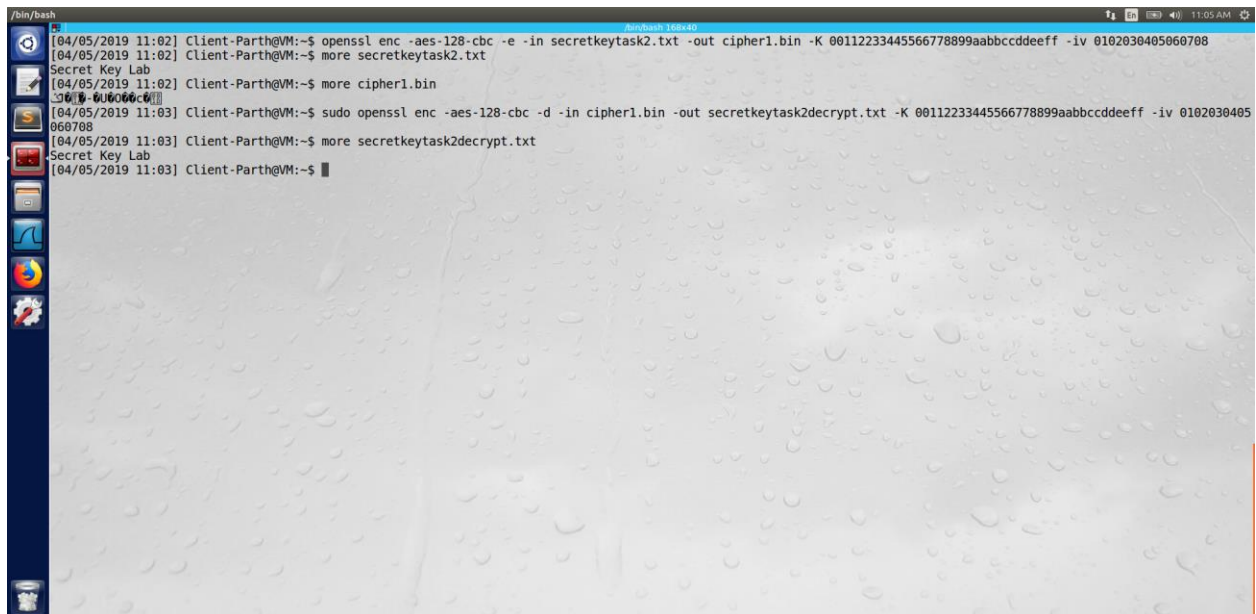 /bin/bash
En
11:05 AM
/bin/bash 168x40
[04/05/2019 11:02] Client-Parth@VM:~$ openssl enc -aes-128-cbc -e -in secretkeytask2.txt -out cipher1.bin -K 00112233445566778899aabbccddeeff -iv 0102030405060708
[04/05/2019 11:02] Client-Parth@VM:~$ more secretkeytask2.txt
Secret Key Lab
[04/05/2019 11:02] Client-Parth@VM:~$ more cipher1.bin
[04/05/2019 11:03] Client-Parth@VM:~$ sudo openssl enc -aes-128-cbc -d -in cipher1.bin -out secretkeytask2decrypt.txt -K 00112233445566778899aabbccddeeff -iv 0102030405
060708
[04/05/2019 11:03] Client-Parth@VM:~$ more secretkeytask2decrypt.txt
Secret Key Lab
[04/05/2019 11:03] Client-Parth@VM:~$